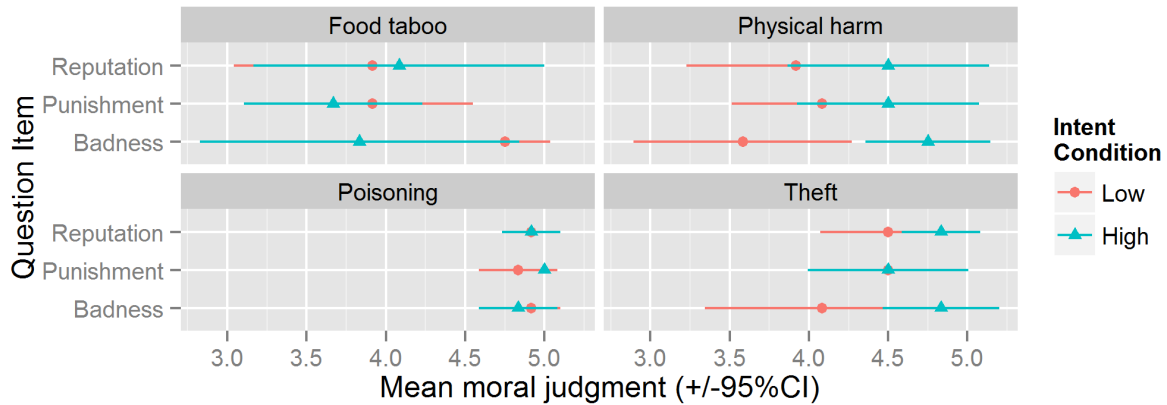 Food taboo
Physical harm
Reputation
Punishment
Badness
Poisoning
Theft
Reputation
Punishment
Badness
3.0 3.5 4.0 4.5 5.0
3.0 3.5 4.0 4.5 5.0
Mean moral judgment (+/-95%CI)
Question Item
Intent
Condition
Low
High